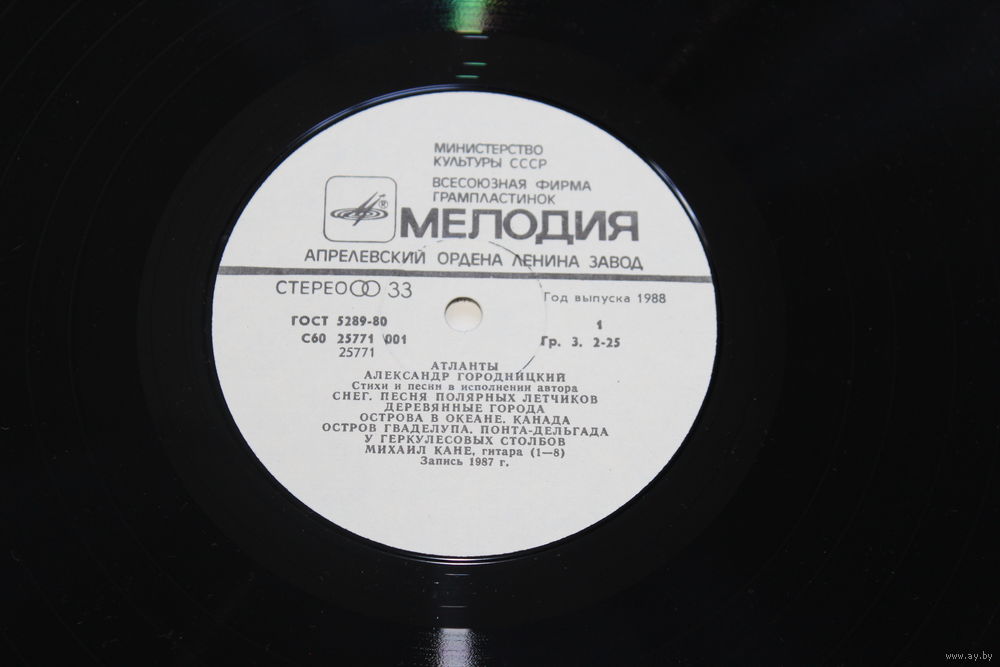 МИНИСТЕРСТВО
КУЛЬТУРЫ СССР
ВСЕСОЮЗНАЯ ФИРМА
ГРАМПЛАСТИНОК
®
МЕЛОДИЯ
АПРЕЛЕВСКИЙ ОРДЕНА ЛЕНИНА ЗАВОД
СТЕРЕО 33
Год выпуска 1988
ГОСТ 5289-80
1
С60 25771 001
Гр. 3. 2-25
25771
АТЛАНТЫ
АЛЕКСАНДР ГОРОДНИЦКИЙ
Стихи и песни в исполнении автора
СНЕГ. ПЕСНЯ ПОЛЯРНЫХ ЛЕТЧИКОВ
ДЕРЕВЯННЫЕ ГОРОДА
ОСТРОВА В ОКЕАНЕ. КАНАДА
ОСТРОВ ГВАДЕЛУПА. ПОНТА-ДЕЛЬГАДА
У ГЕРКУЛЕСОВЫХ СТОЛБОВ
МИХАИЛ КАНЕ, гитара (1—8)
Запись 1987 г.
www.ay.by